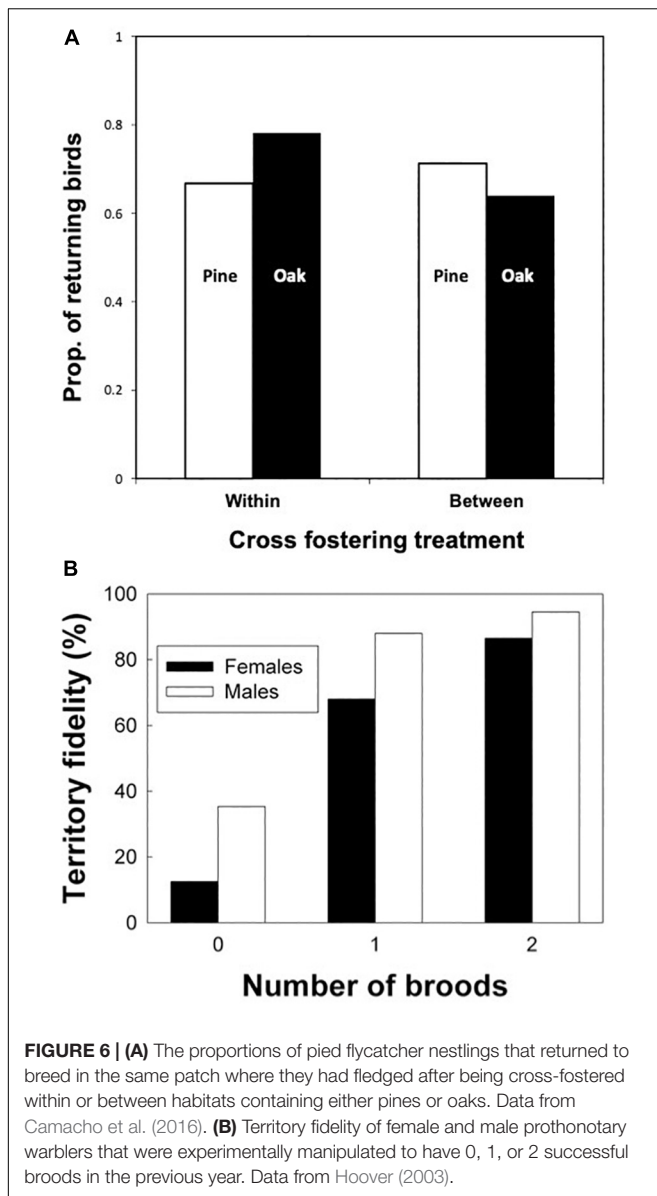 A
1
0.8
0.6
0.4
0.2
0
Prop. of returning birds
Pine
Oak
Pine
Oak
Within
Between
Cross fostering treatment
B
100
80
60
40
20
0
Territory fidelity (%)
Females
Males
0
1
2
Number of broods
FIGURE 6 | (A) The proportions of pied flycatcher nestlings that returned to
breed in the same patch where they had fledged after being cross-fostered
within or between habitats containing either pines or oaks. Data from
Camacho et al. (2016). (B) Territory fidelity of female and male prothonotary
warblers that were experimentally manipulated to have 0, 1, or 2 successful
broods in the previous year. Data from Hoover (2003).